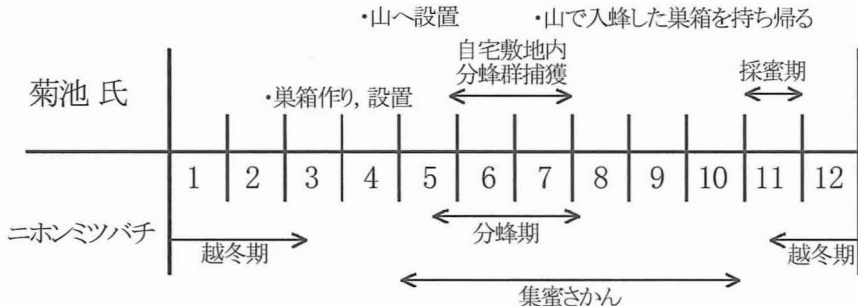 ・山へ設置　・山で入蜂した巣箱を持ち帰る
自宅敷地内
分蜂群捕獲
採蜜期
菊池 氏
・巣箱作り, 設置
1 2 3 4 5 6 7 8 9 10 11 12
ニホンミツバチ
越冬期
分蜂期
越冬期
集蜜さかん